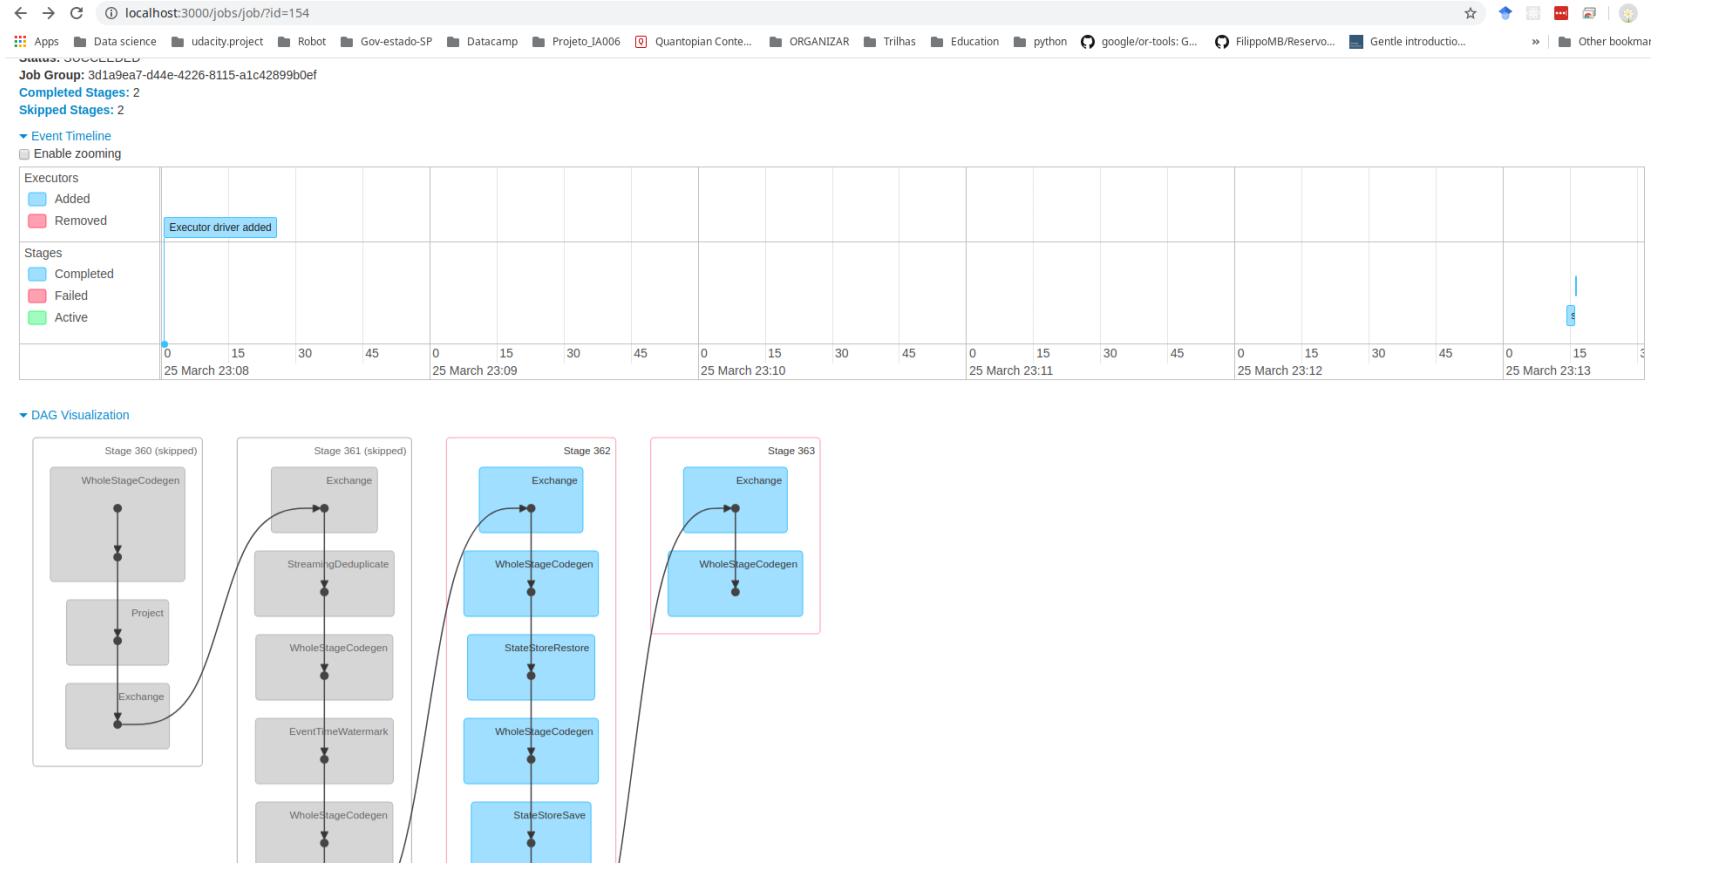 localhost:3000/jobs/job/?id=154
Apps Data science udacity.project Robot Gov-estado-SP Datacamp Projeto_IA006 Quantopian Conte... ORGANIZAR Trilhas Education python google/or-tools: G... FilippoMB/Reservo... Gentle introductio... » Other bookmar
Status: SUCCEEDED
Job Group: 3d1a9ea7-d44e-4226-8115-a1c42899b0ef
Completed Stages: 2
Skipped Stages: 2
Event Timeline
Enable zooming
Executors
Added
Removed
Executor driver added
Stages
Completed
Failed
Active
s
0 15 30 45 0 15 30 45 0 15 30 45 0 15 30 45 0 15 30 45 0 15 3
25 March 23:08 25 March 23:09 25 March 23:10 25 March 23:11 25 March 23:12 25 March 23:13
DAG Visualization
Stage 360 (skipped) Stage 361 (skipped) Stage 362 Stage 363
WholeStageCodegen Exchange Exchange Exchange
StreamingDeduplicate WholeStageCodegen WholeStageCodegen
Project
WholeStageCodegen StateStoreRestore
Exchange
EventTimeWatermark WholeStageCodegen
WholeStageCodegen StateStoreSave